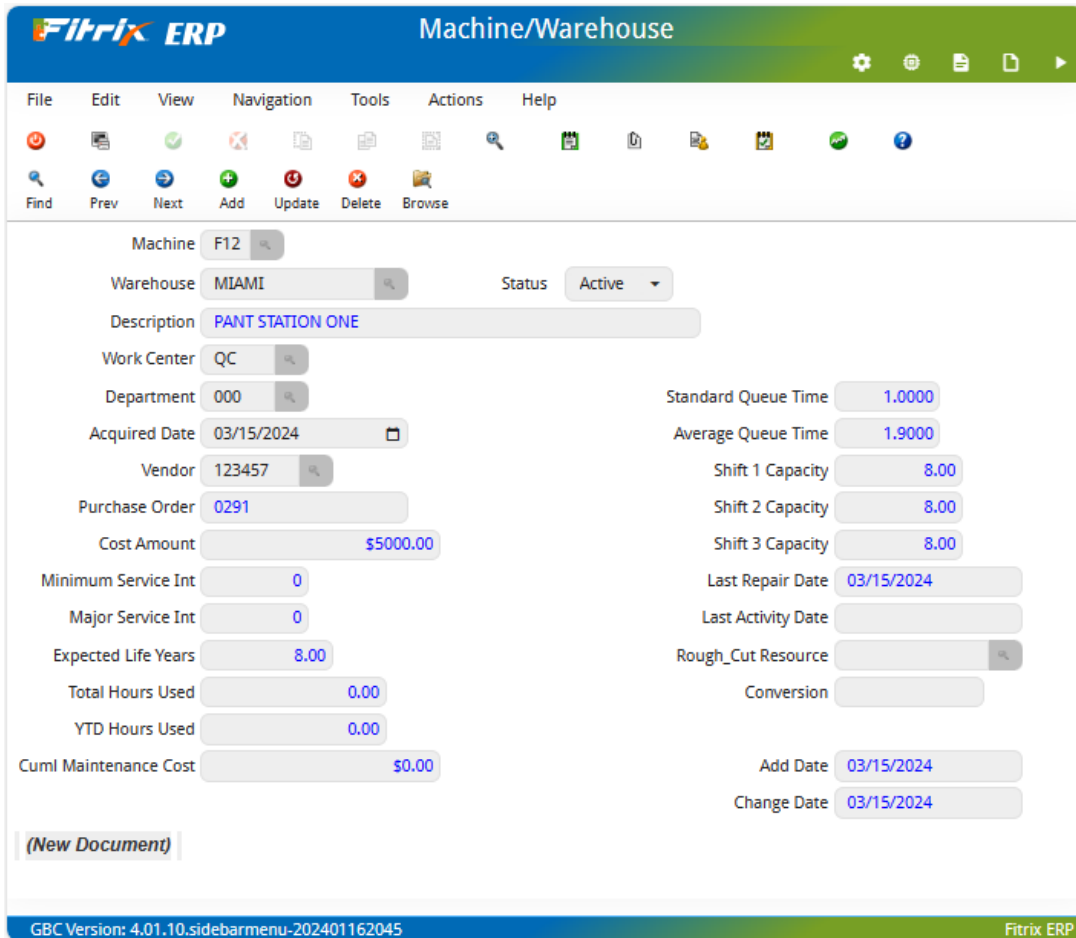 Fitrix ERP Machine/Warehouse
File Edit View Navigation Tools Actions Help
Find Prev Next Add Update Delete Browse
Machine F12
Warehouse MIAMI Status Active
Description PANT STATION ONE
Work Center QC
Department 000 Standard Queue Time 1.0000
Acquired Date 03/15/2024 Average Queue Time 1.9000
Vendor 123457 Shift 1 Capacity 8.00
Purchase Order 0291 Shift 2 Capacity 8.00
Cost Amount $5000.00 Shift 3 Capacity 8.00
Minimum Service Int 0 Last Repair Date 03/15/2024
Major Service Int 0 Last Activity Date
Expected Life Years 8.00 Rough_Cut Resource
Total Hours Used 0.00 Conversion
YTD Hours Used 0.00
Cuml Maintenance Cost $0.00 Add Date 03/15/2024
Change Date 03/15/2024
(New Document)
GBC Version: 4.01.10.sidebarmenu-202401162045 Fitrix ERP